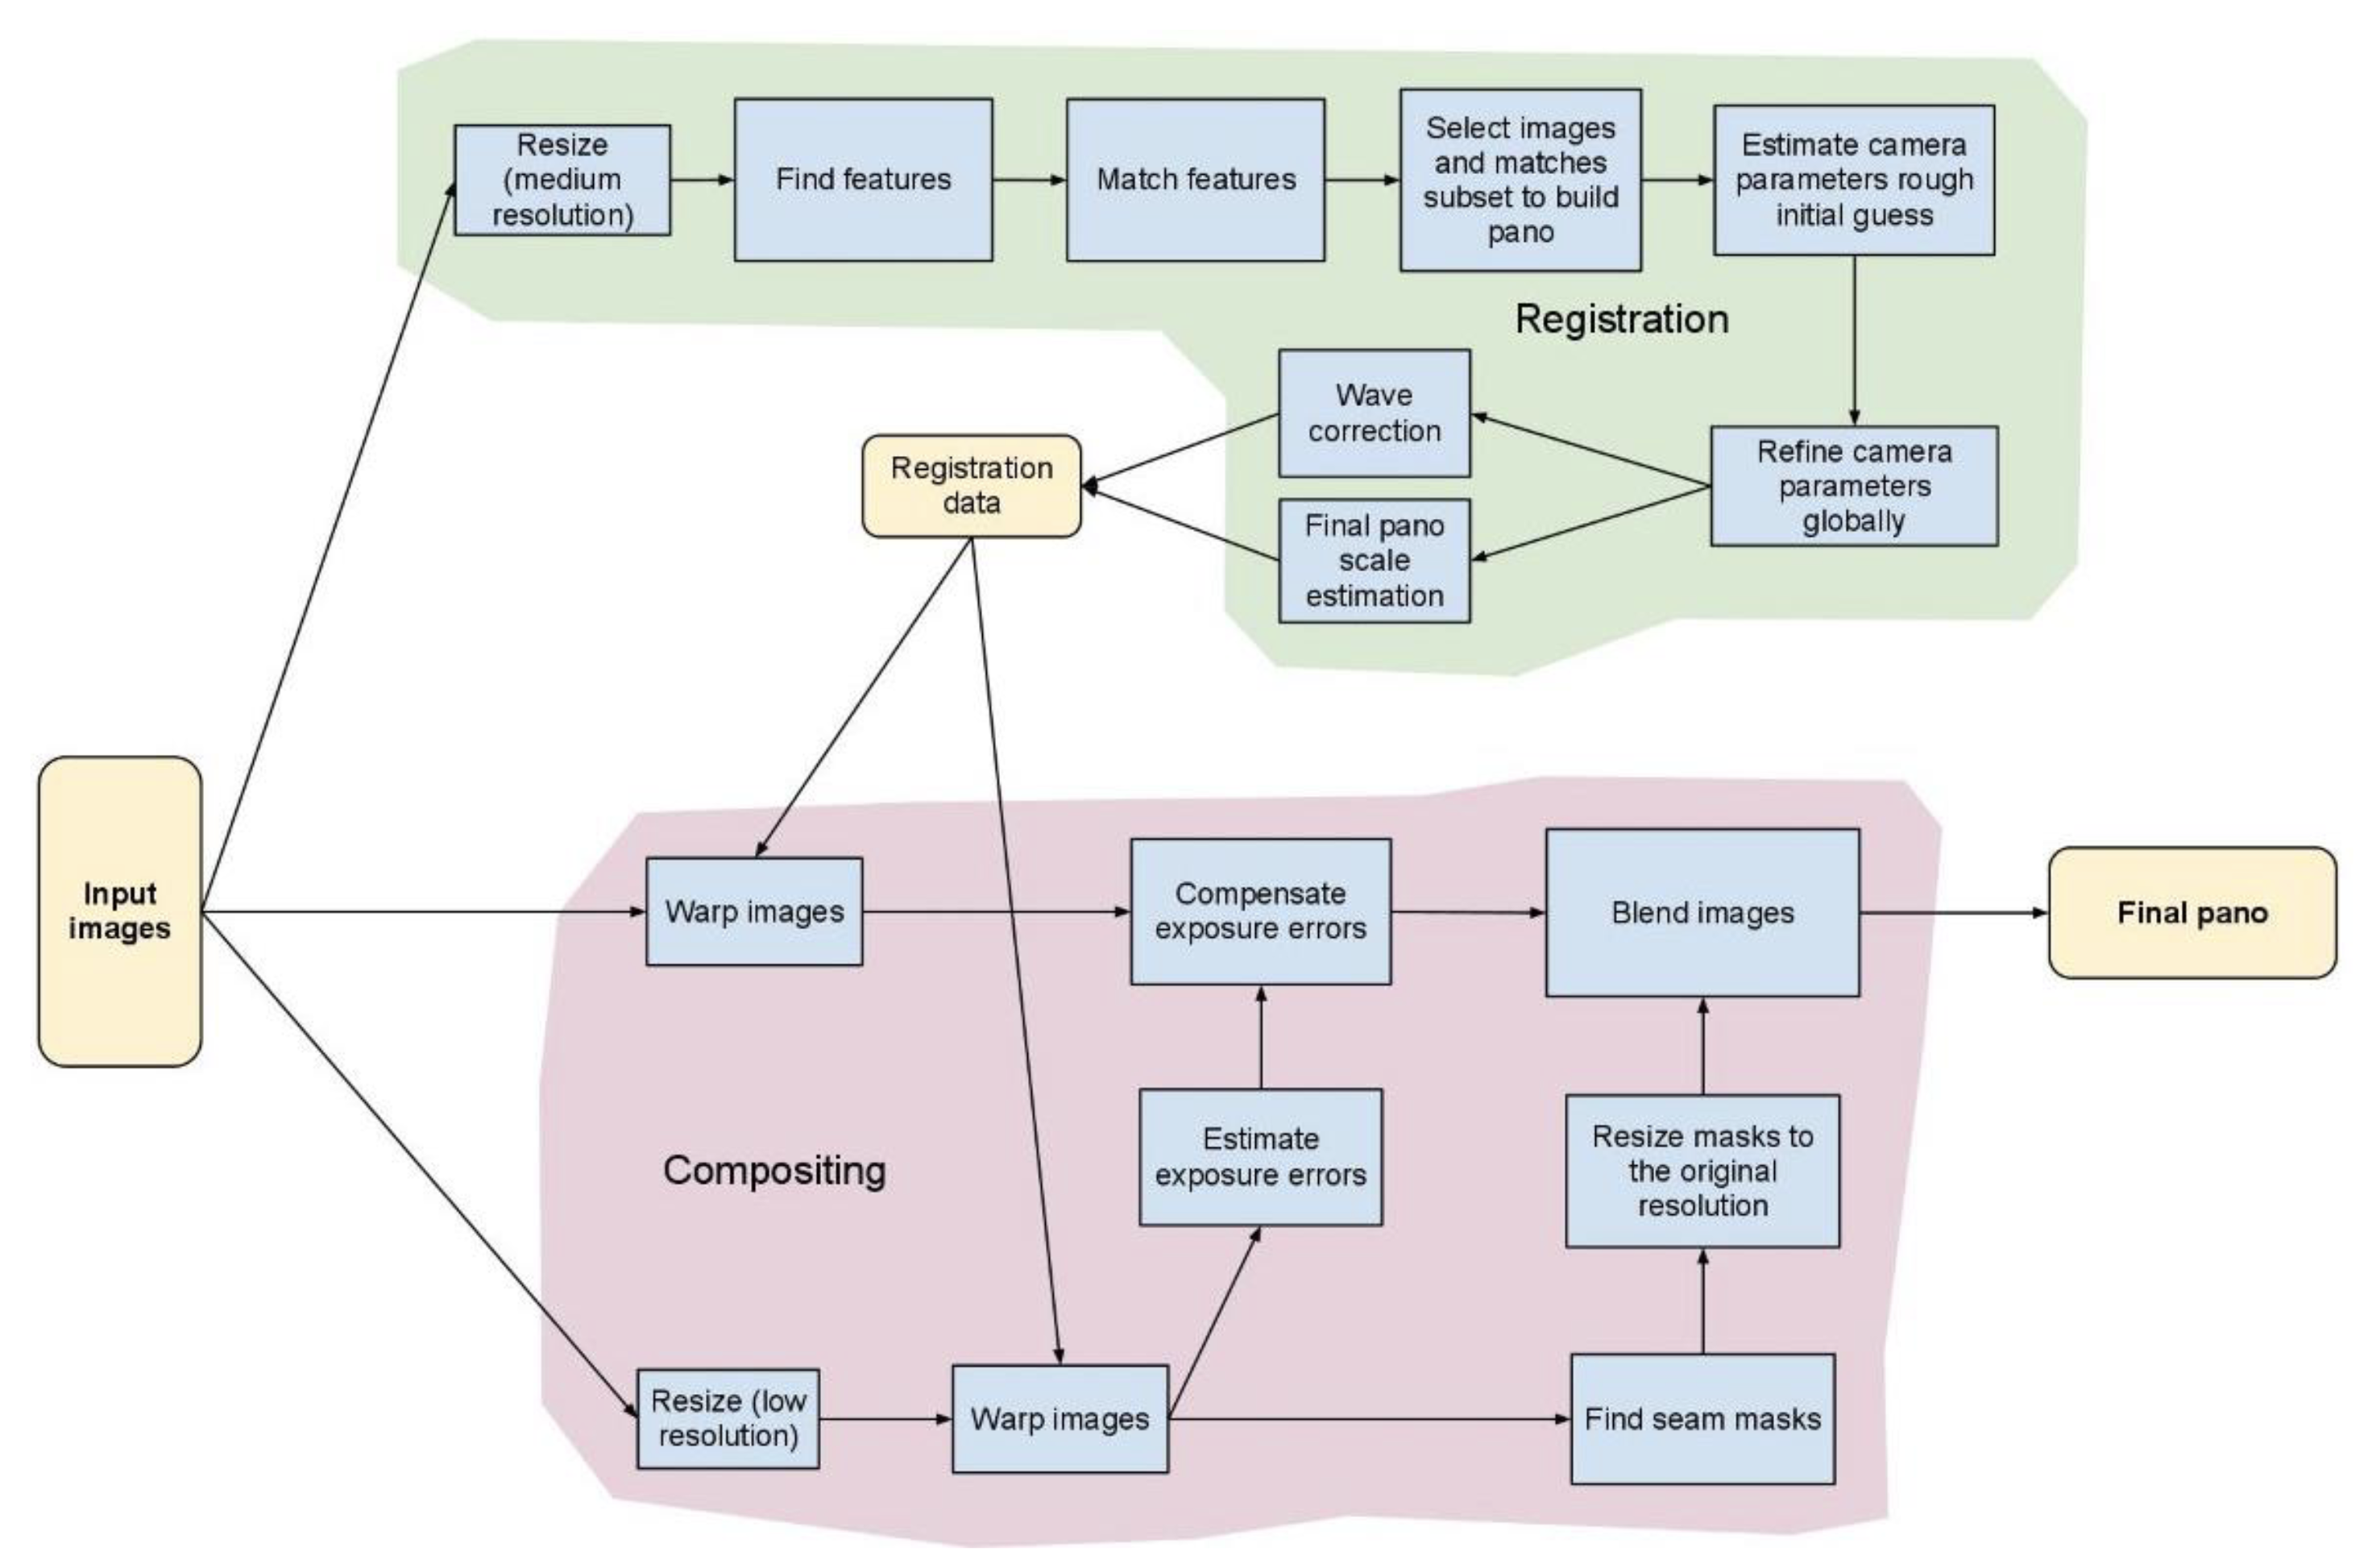 Resize
(medium
resolution)
Find features
Match features
Select images
and matches
subset to build
pano
Estimate camera
parameters rough
initial guess
Registration
Wave
correction
Refine camera
parameters
globally
Registration
data
Final pano
scale
estimation
Input
images
Warp images
Compensate
exposure errors
Blend images
Final pano
Estimate
exposure errors
Resize masks to
the original
resolution
Compositing
Resize (low
resolution)
Warp images
Find seam masks